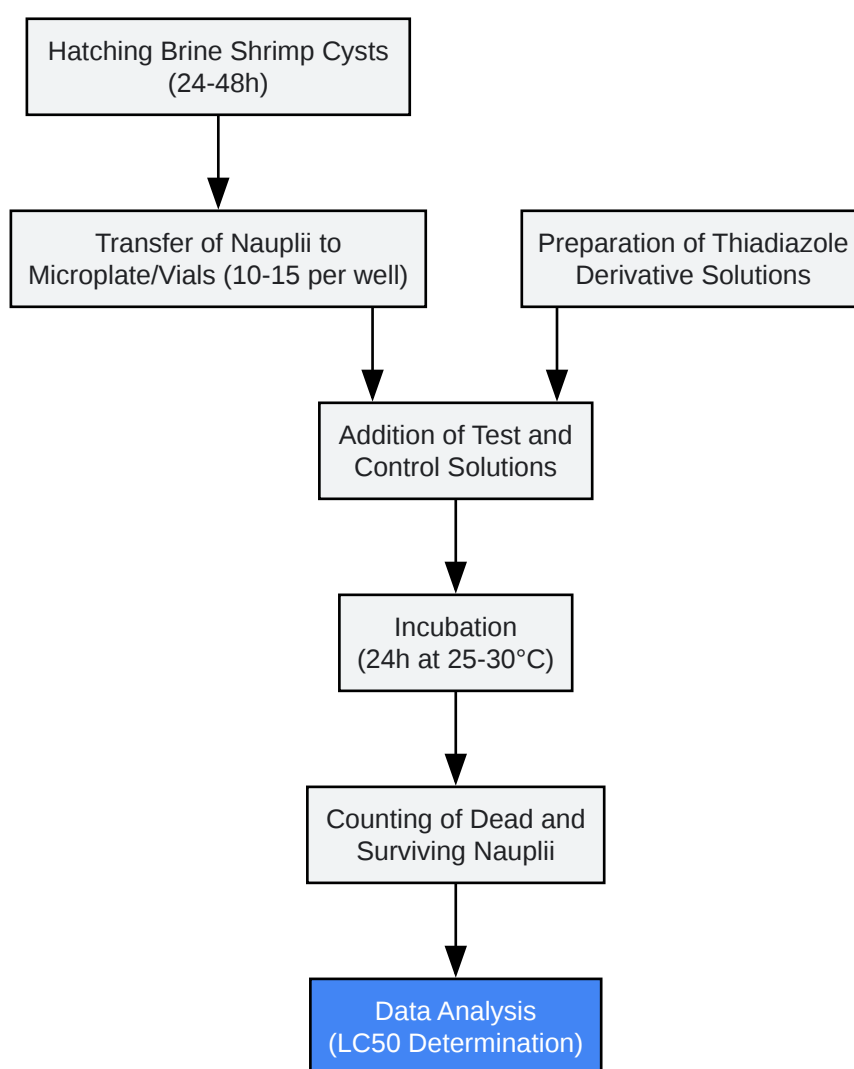 Hatching Brine Shrimp Cysts
(24-48h)
Transfer of Nauplii to
Microplate/Vials (10-15 per well)
Preparation of Thiadiazole
Derivative Solutions
Addition of Test and
Control Solutions
Incubation
(24h at 25-30°C)
Counting of Dead and
Surviving Nauplii
Data Analysis
(LC50 Determination)